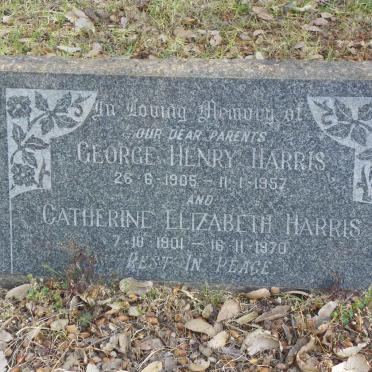 In Loving Memory of
OUR DEAR PARENTS
GEORGE HENRY HARRIS
26·6·1905 - 11·1·1957
AND
CATHERINE ELIZABETH HARRIS
7·10·1901 - 16·11·1970
REST IN PEACE